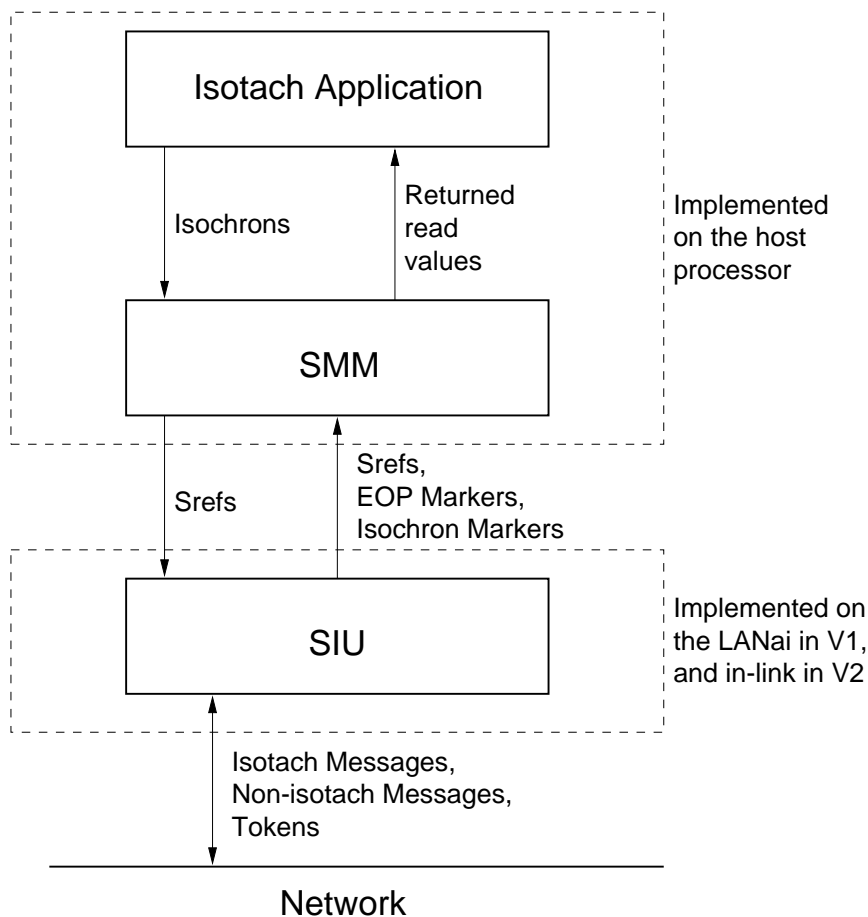 Isotach Application
Isochrons
Returned
read
values
Implemented
on the host
processor
SMM
Srefs
Srefs,
EOP Markers,
Isochron Markers
SIU
Implemented on
the LANai in V1,
and in-link in V2
Isotach Messages,
Non-isotach Messages,
Tokens
Network